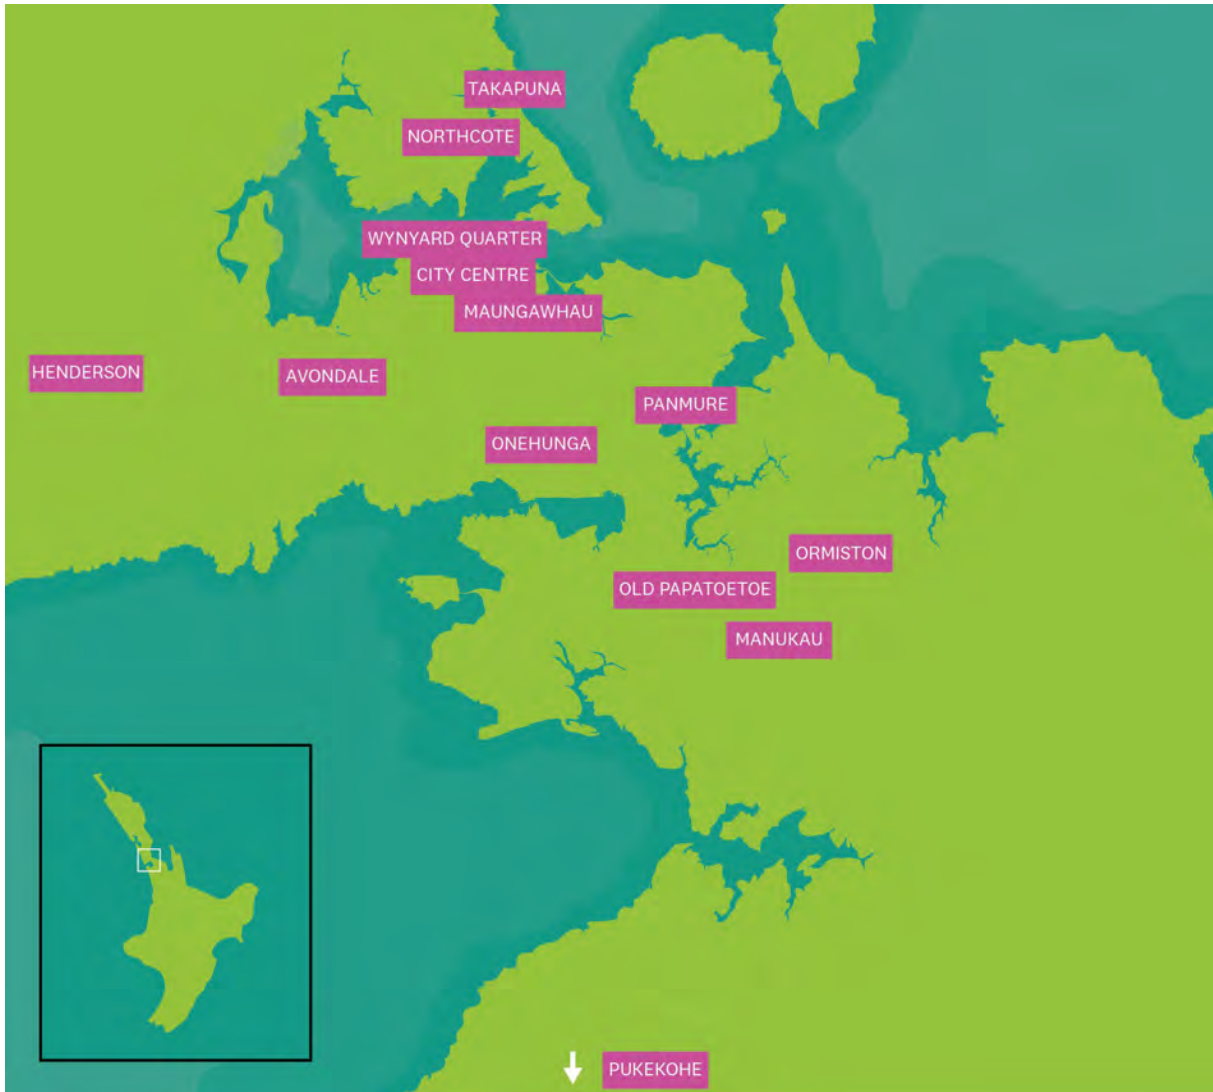 TAKAPUNA
NORTHCOTE
WYNYARD QUARTER
CITY CENTRE
MAUNGAWHAU
HENDERSON
AVONDALE
PANMURE
ONEHUNGA
ORMISTON
OLD PAPATOETOE
MANUKAU
PUKEKOHE